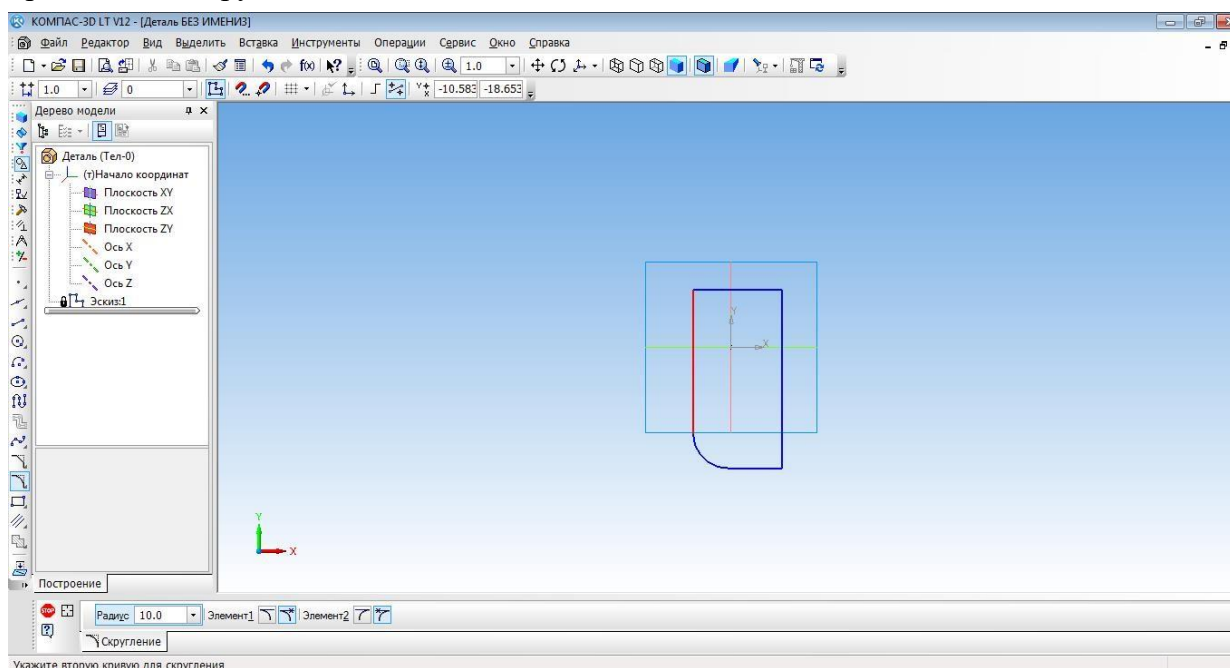 КОМПАС-3D LT V12 - [Деталь БЕЗ ИМЕНИ3]
Файл Редактор Вид Выделить Вставка Инструменты Операции Сервис Окно Справка
f(x) 1.0
1.0 0 -10.583 -18.653
Дерево модели
Деталь (Тел-0)
(т)Начало координат
Плоскость XY
Плоскость ZX
Плоскость ZY
Ось X
Ось Y
Ось Z
Эскиз:1
Y
X
Y
X
Построение
STOP Радиус 10.0 Элемент1 Элемент2
Скругление
Укажите вторую кривую для скругления